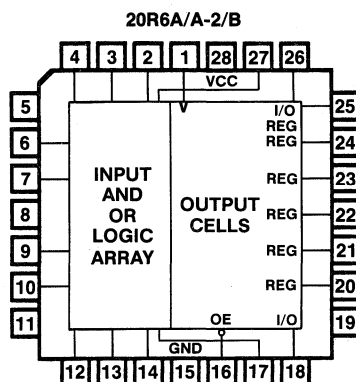 20R6A/A-2/B
4 3 2 1 28 27 26
VCC
5 I/O 25
REG
6 REG 24
7 INPUT AND OR LOGIC ARRAY REG 23
8 OUTPUT CELLS REG 22
9 REG 21
10 REG 20
11 OE I/O 19
GND
12 13 14 15 16 17 18